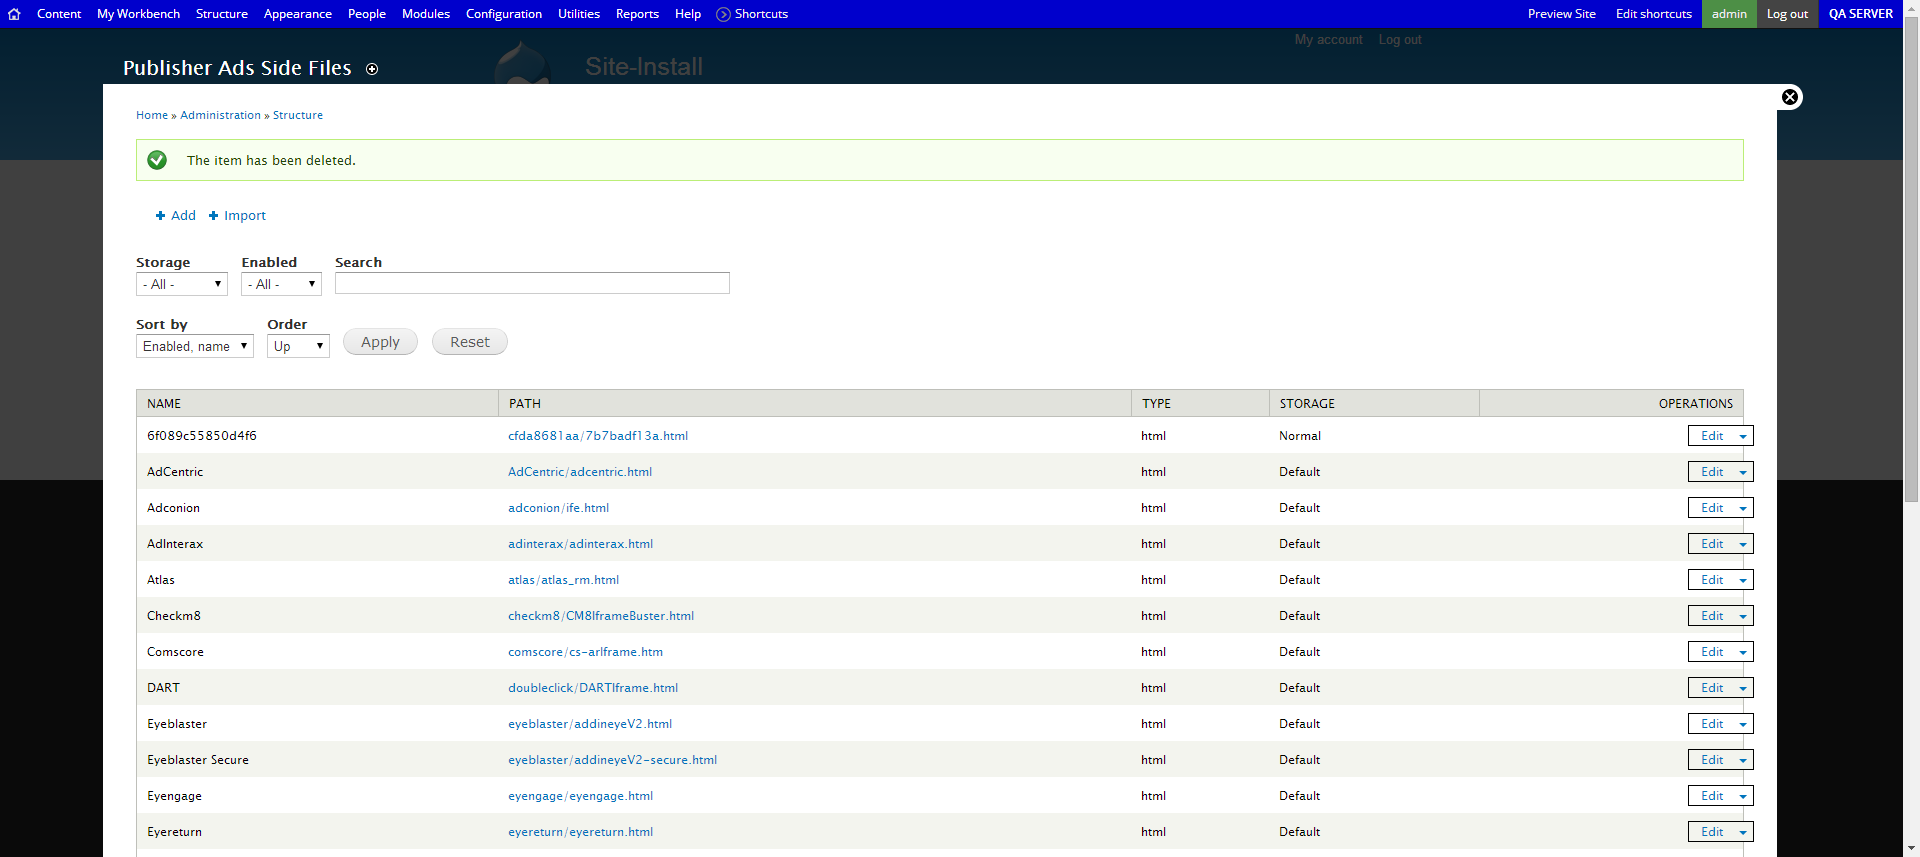 Content My Workbench Structure Appearance People Modules Configuration Utilities Reports Help Shortcuts Preview Site Edit shortcuts admin Log out QA SERVER
My account Log out
Publisher Ads Side Files Site-Install
Home » Administration » Structure
The item has been deleted.
Add Import
Storage Enabled Search
- All - - All -
Sort by Order
Enabled, name Up Apply Reset
NAME PATH TYPE STORAGE OPERATIONS
6f089c55850d4f6 cfda8681aa/7b7badf13a.html html Normal Edit
AdCentric AdCentric/adcentric.html html Default Edit
Adconion adconion/ife.html html Default Edit
AdInterax adinterax/adinterax.html html Default Edit
Atlas atlas/atlas_rm.html html Default Edit
Checkm8 checkm8/CM8IframeBuster.html html Default Edit
Comscore comscore/cs-arIframe.htm html Default Edit
DART doubleclick/DARTIframe.html html Default Edit
Eyeblaster eyeblaster/addineyeV2.html html Default Edit
Eyeblaster Secure eyeblaster/addineyeV2-secure.html html Default Edit
Eyengage eyengage/eyengage.html html Default Edit
Eyereturn eyereturn/eyereturn.html html Default Edit